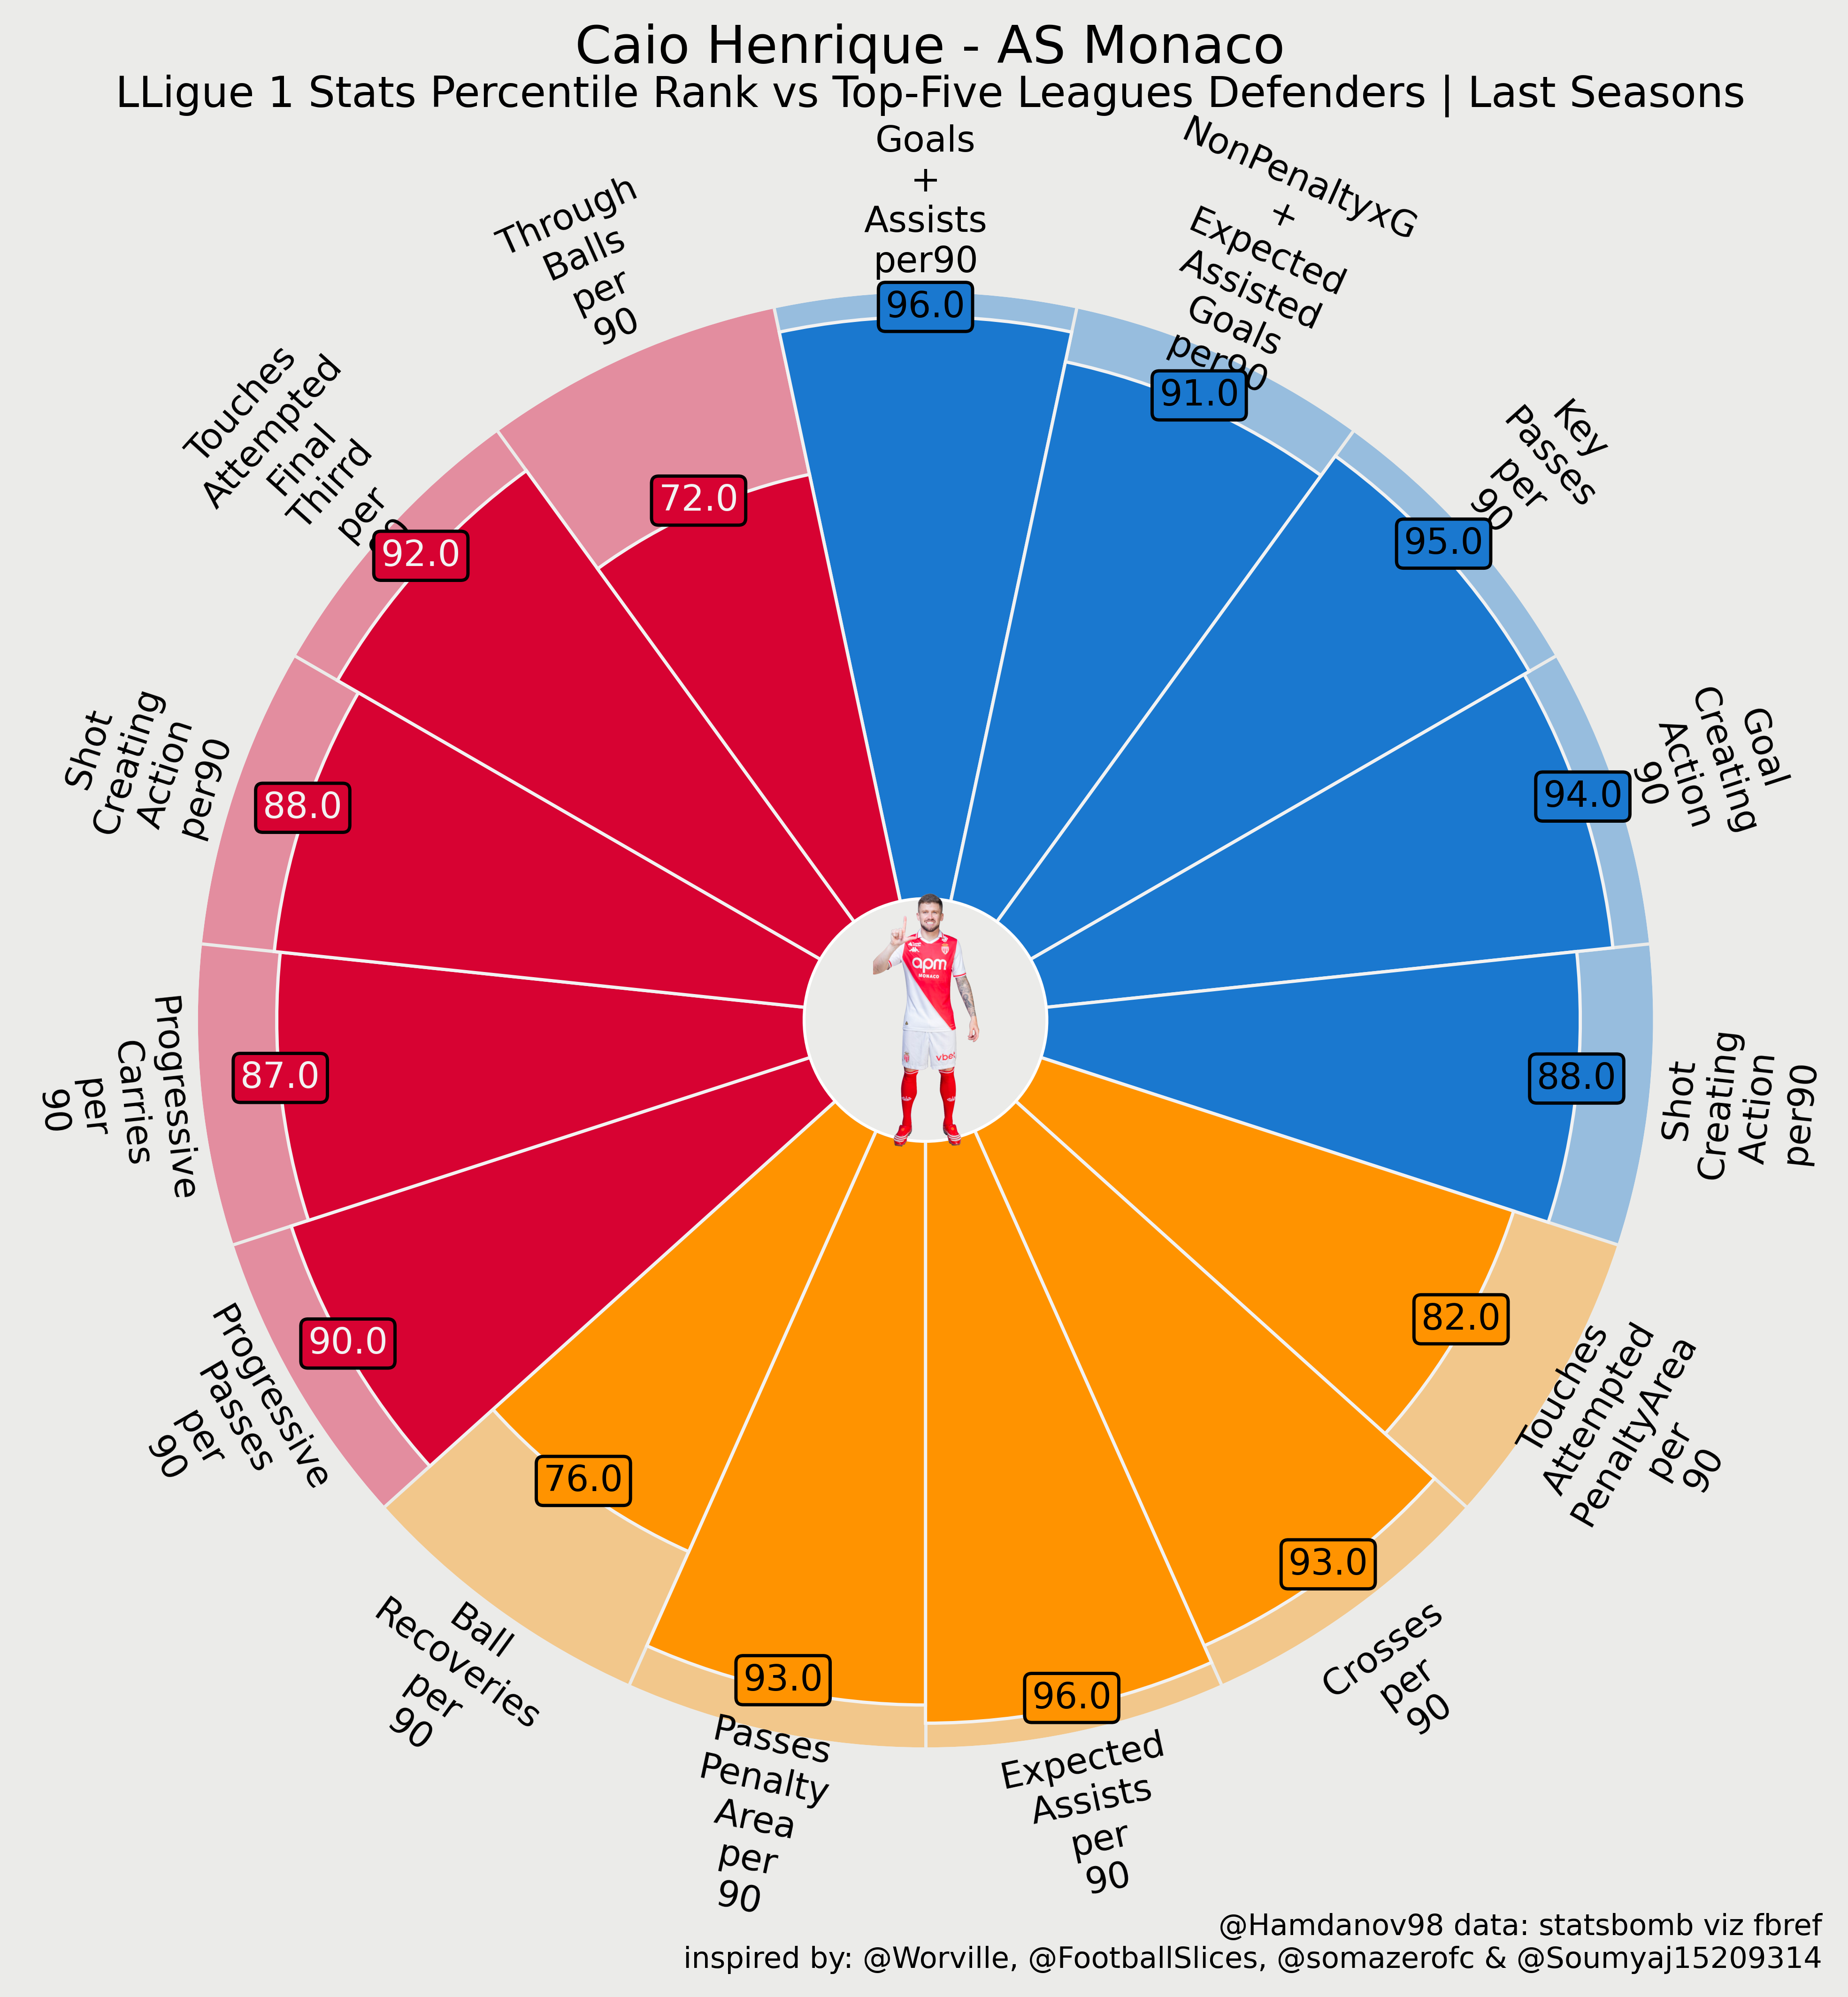 Caio Henrique - AS Monaco
LLigue 1 Stats Percentile Rank vs Top-Five Leagues Defenders | Last Seasons
Goals
+
Assists
per90
96.0
NonPenaltyxG
+
Expected
Assisted
Goals
per90
91.0
Key
Passes
per
90
95.0
Goal
Creating
Action
90
94.0
Shot
Creating
Action
per90
88.0
Touches
Attempted
PenaltyArea
per
90
82.0
Crosses
per
90
93.0
Expected
Assists
per
90
96.0
Passes
Penalty
Area
per
90
93.0
Ball
Recoveries
per
90
76.0
Progressive
Passes
per
90
90.0
Progressive
Carries
per
90
87.0
Shot
Creating
Action
per90
88.0
Touches
Attempted
Final
Thirrd
per
92.0
Through
Balls
per
90
72.0
apm
MONACO
@Hamdanov98 data: statsbomb viz fbref
inspired by: @Worville, @FootballSlices, @somazerofc & @Soumyaj15209314